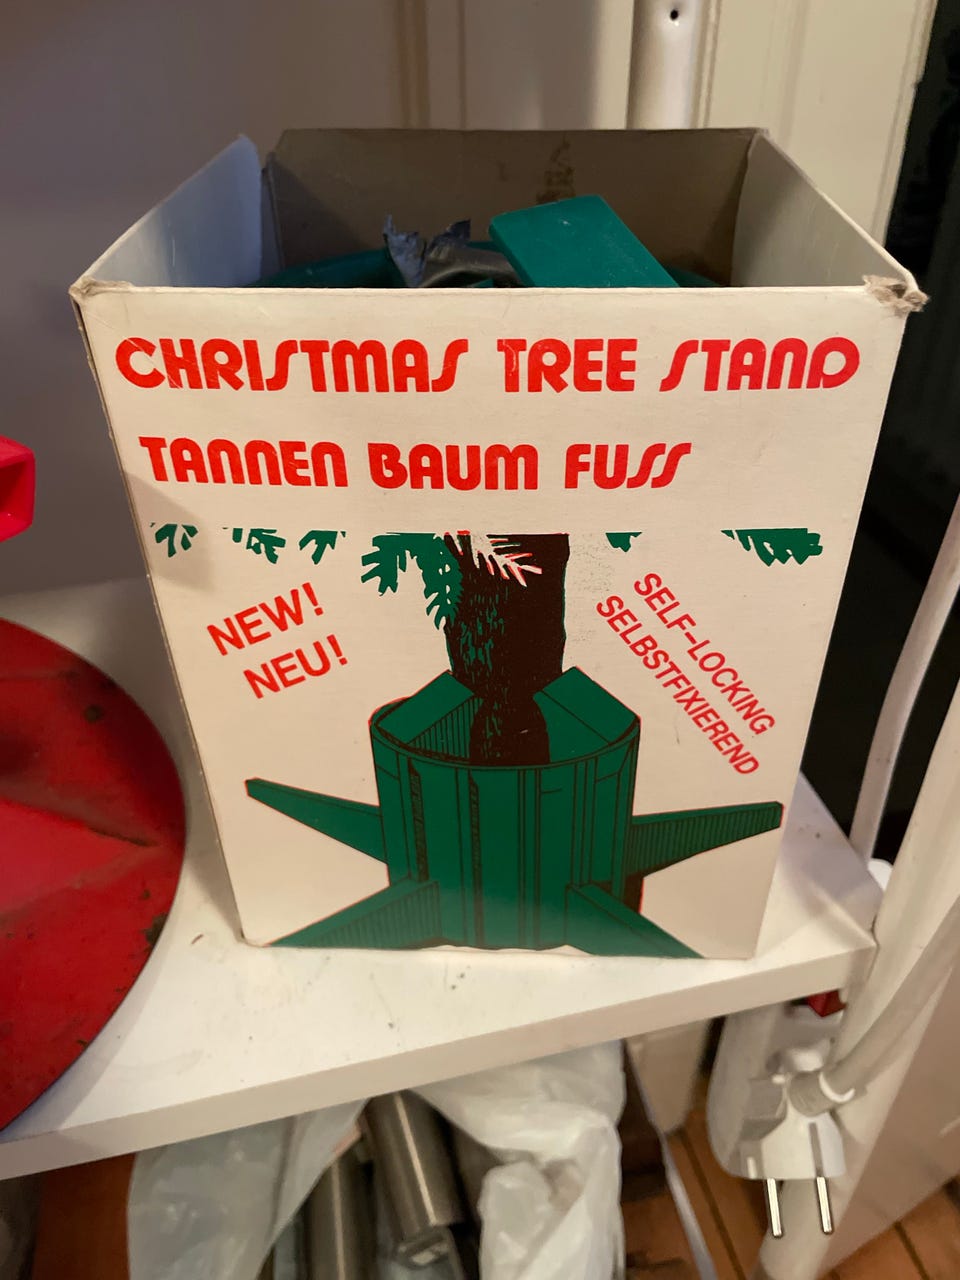 CHRISTMAS TREE STAND
TANNEN BAUM FUSS
NEW!
NEU!
SELF-LOCKING
SELBSTFIXIEREND